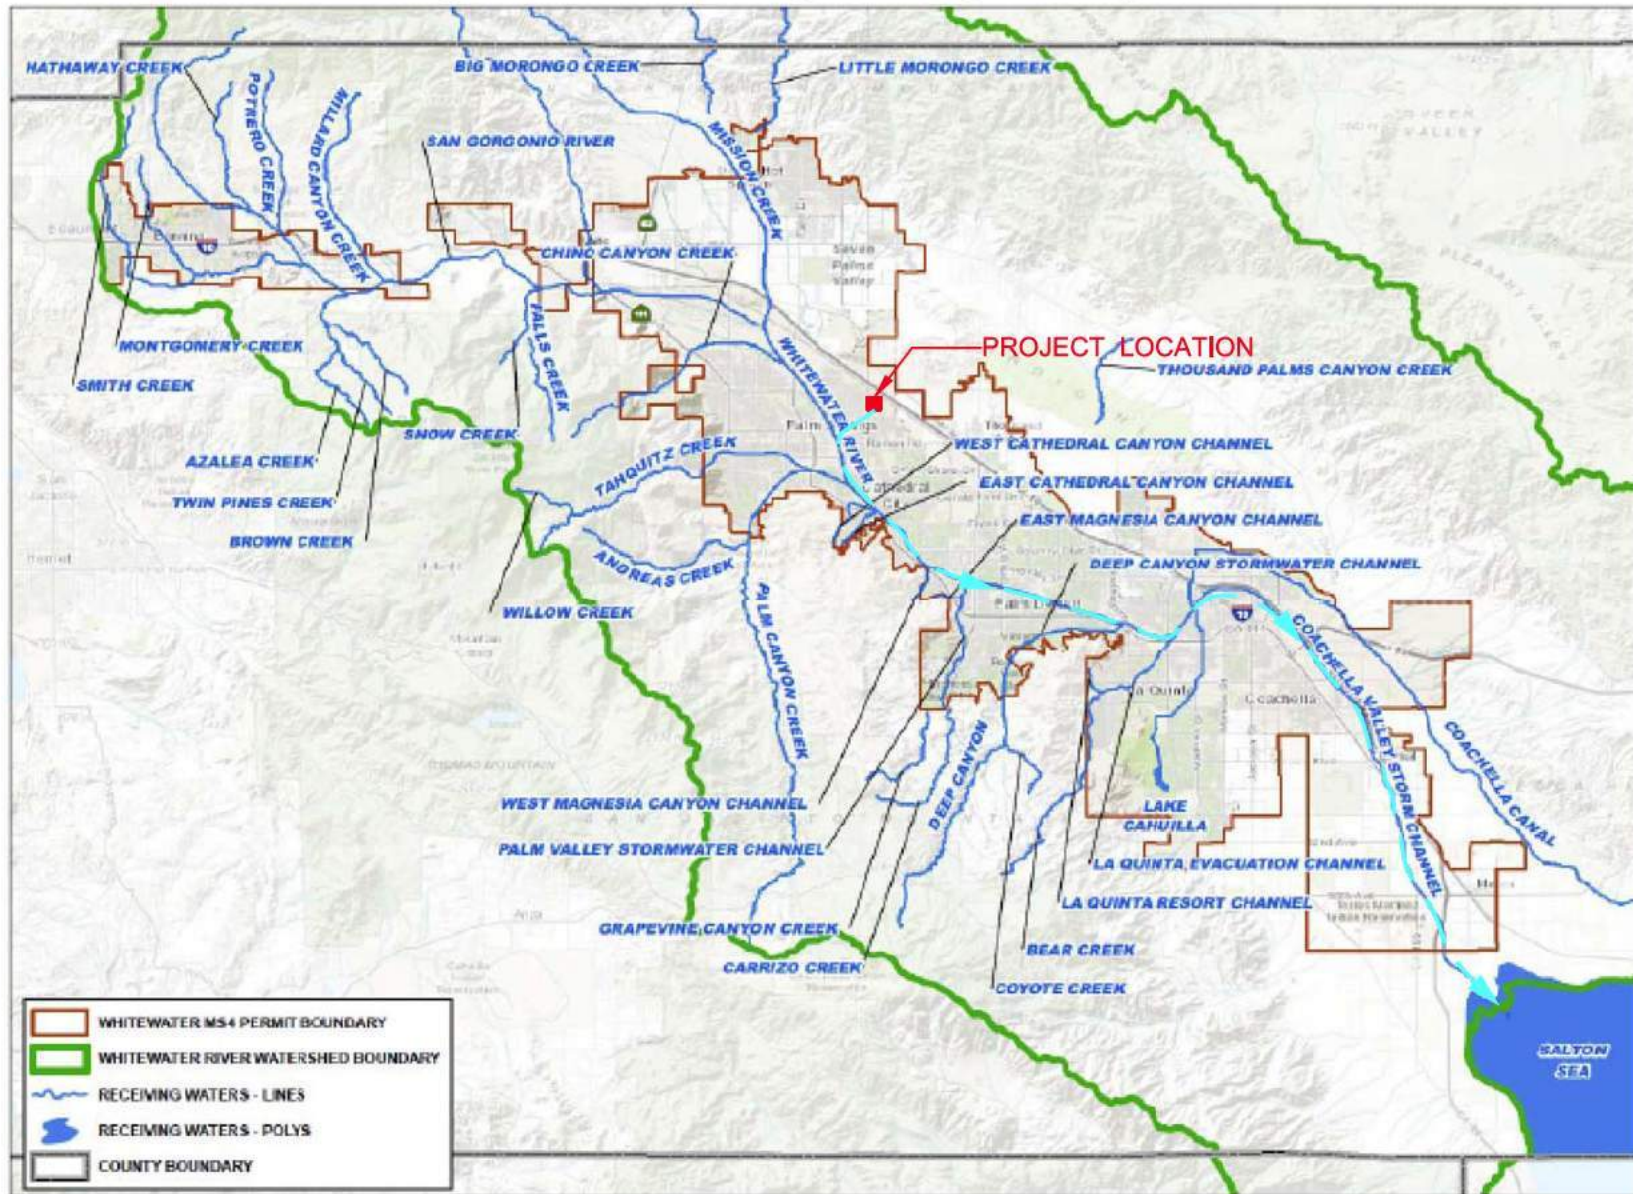 HATHAWAY CREEK
BIG MORONGO CREEK
LITTLE MORONGO CREEK
POTRERO CREEK
MILLARD CANYON CREEK
SAN GORGONIO RIVER
MISSION CREEK
CHINO CANYON CREEK
Seven
Palms
Valley
MONTGOMERY CREEK
SMITH CREEK
FALLS CREEK
WHITEWATER RIVER
PROJECT LOCATION
THOUSAND PALMS CANYON CREEK
SNOW CREEK
AZALEA CREEK
TWIN PINES CREEK
BROWN CREEK
TAHQUITZ CREEK
WEST CATHEDRAL CANYON CHANNEL
EAST CATHEDRAL CANYON CHANNEL
EAST MAGNESIA CANYON CHANNEL
DEEP CANYON STORMWATER CHANNEL
ANDREAS CREEK
WILLOW CREEK
PALM CANYON CREEK
10
Coachella
COACHELLA VALLEY STORM CHANNEL
COACHELLA CANAL
DEEP CANYON
WEST MAGNESIA CANYON CHANNEL
LAKE
CAHUILLA
PALM VALLEY STORMWATER CHANNEL
LA QUINTA EVACUATION CHANNEL
LA QUINTA RESORT CHANNEL
GRAPEVINE CANYON CREEK
BEAR CREEK
CARRIZO CREEK
COYOTE CREEK
SALTON
SEA
WHITEWATER MS4 PERMIT BOUNDARY
WHITEWATER RIVER WATERSHED BOUNDARY
RECEIVING WATERS - LINES
RECEIVING WATERS - POLYS
COUNTY BOUNDARY